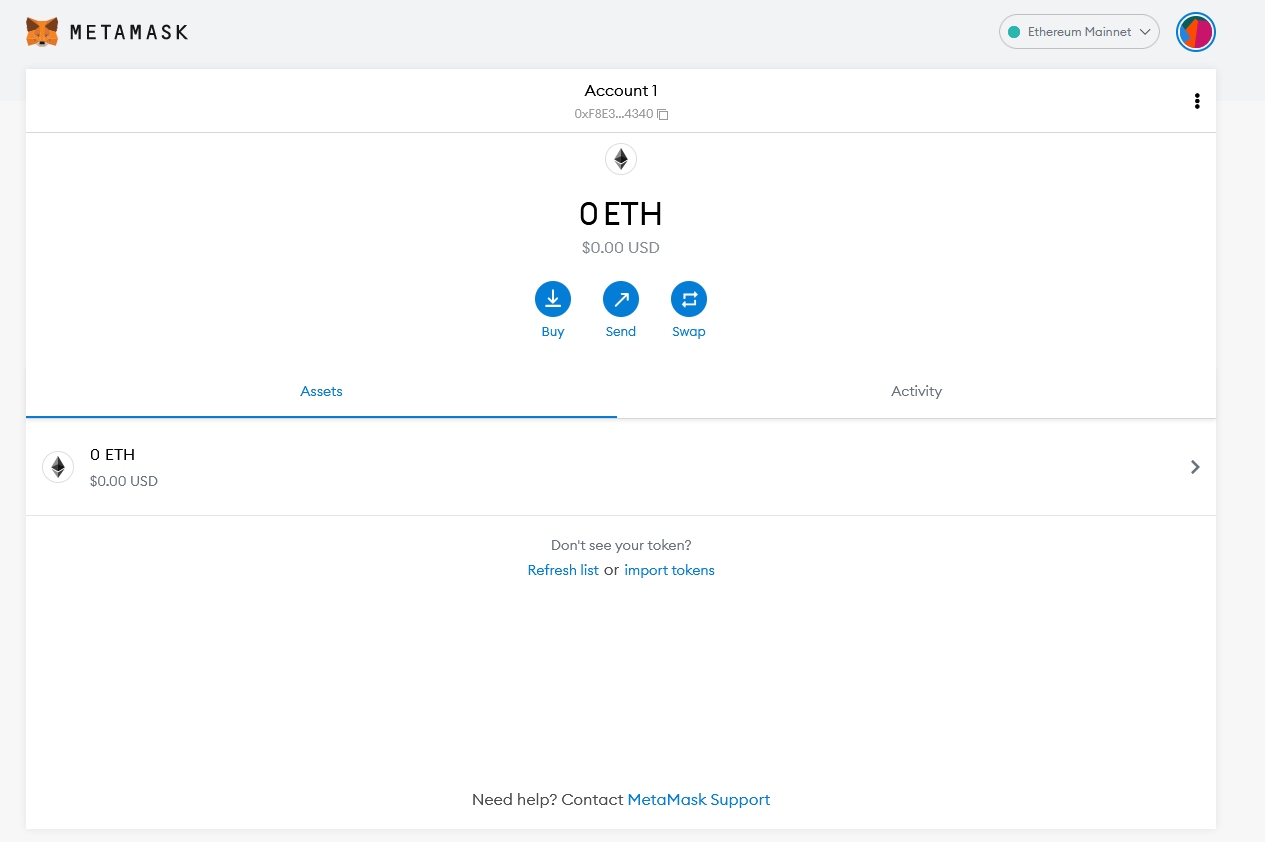 METAMASK
Ethereum Mainnet
Account 1
0xF8E3...4340
0 ETH
$0.00 USD
Buy Send Swap
Assets Activity
0 ETH
$0.00 USD
Don't see your token?
Refresh list or import tokens
Need help? Contact MetaMask Support